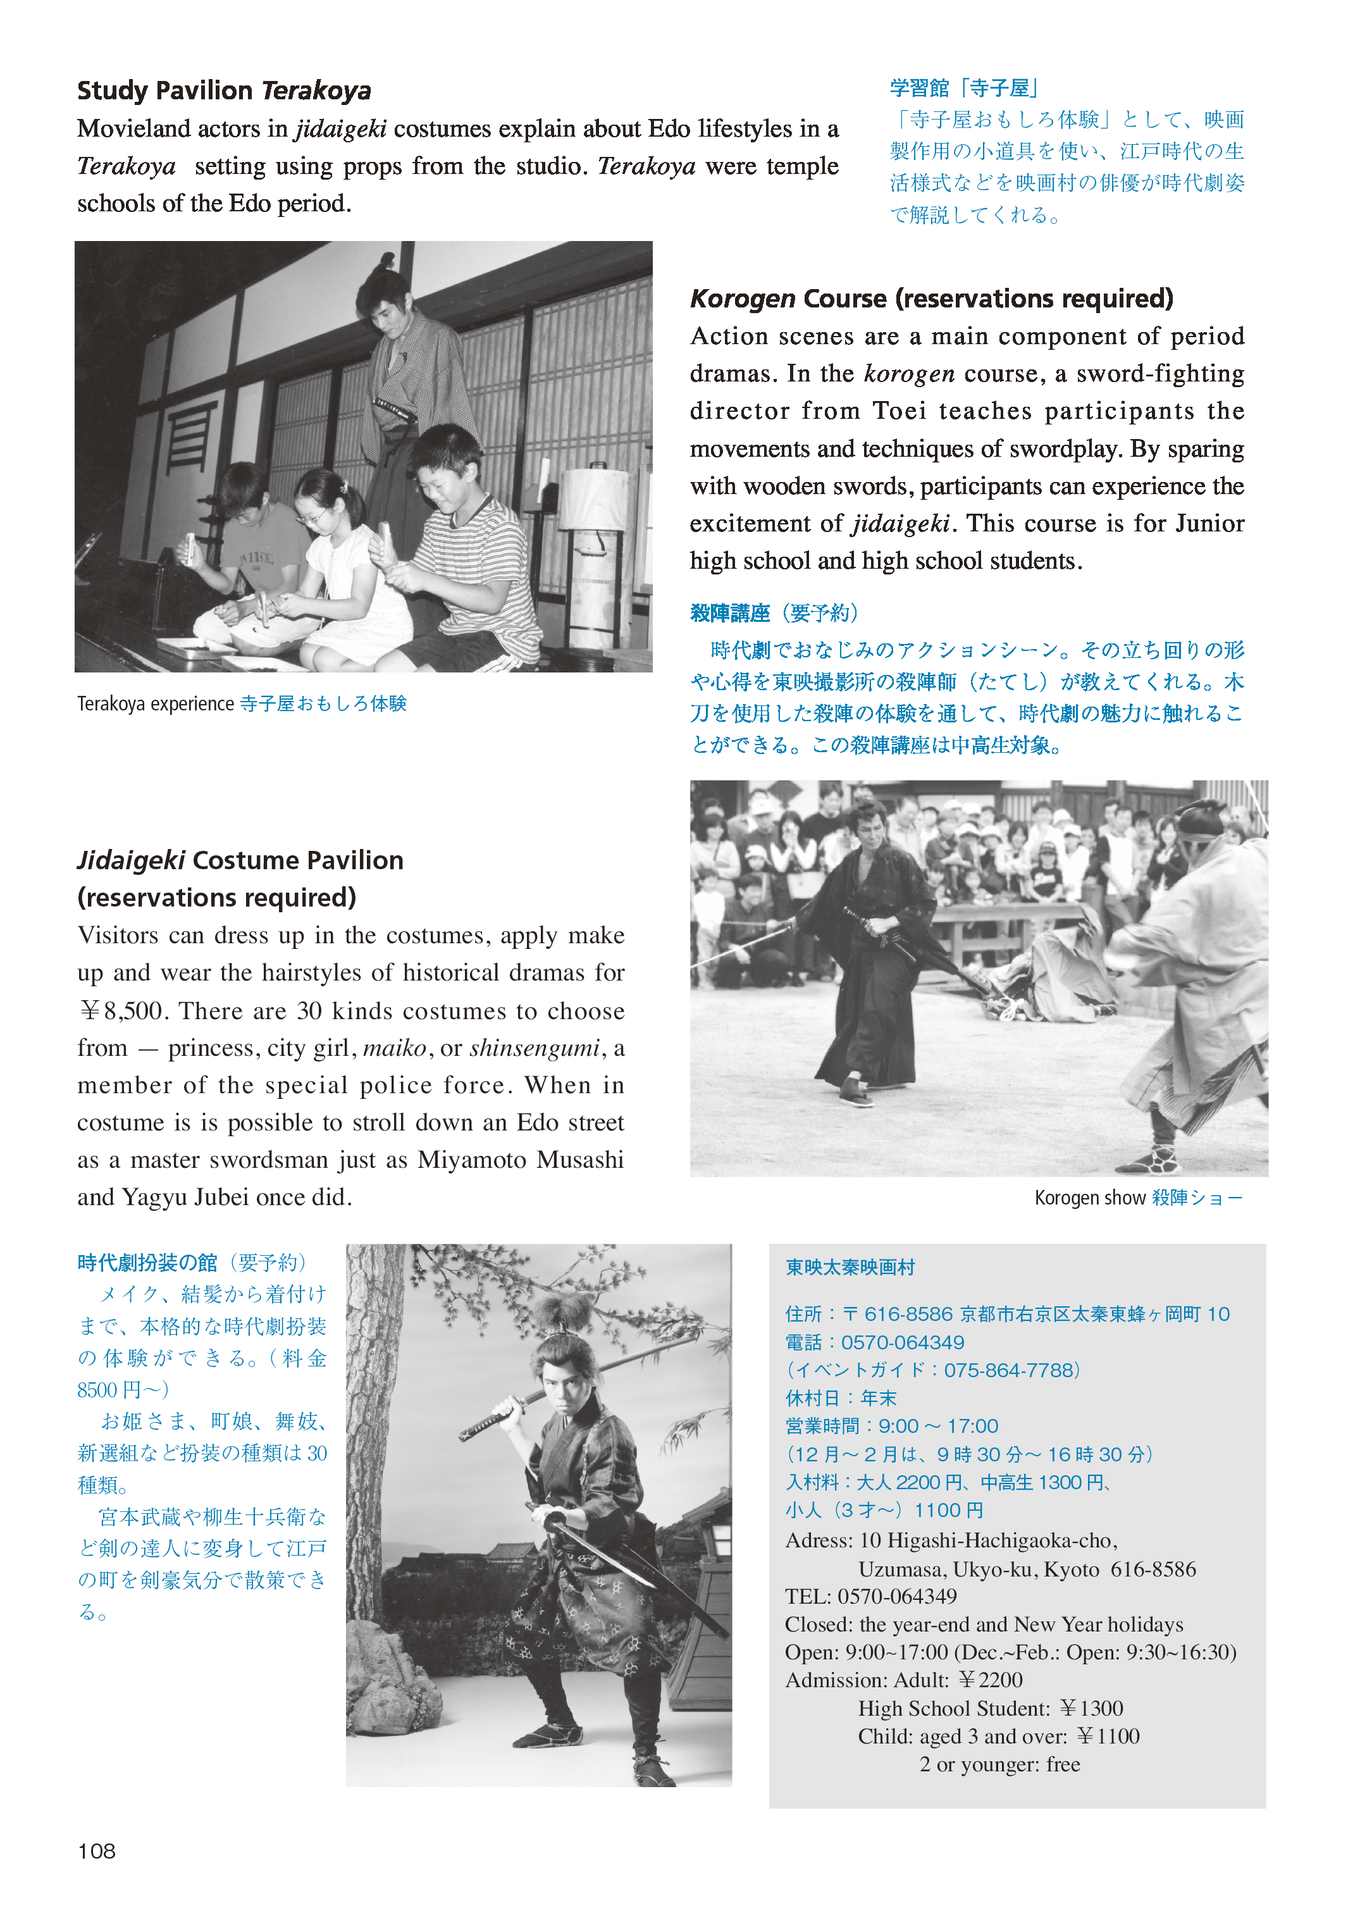 Study Pavilion Terakoya
Movieland actors in jidaigeki costumes explain about Edo lifestyles in a
Terakoya setting using props from the studio. Terakoya were temple
schools of the Edo period.
学習館「寺子屋」
「寺子屋おもしろ体験」として、映画
製作用の小道具を使い、江戸時代の生
活様式などを映画村の俳優が時代劇姿
で解説してくれる。
Terakoya experience 寺子屋おもしろ体験
Korogen Course (reservations required)
Action scenes are a main component of period
dramas. In the korogen course, a sword-fighting
director from Toei teaches participants the
movements and techniques of swordplay. By sparing
with wooden swords, participants can experience the
excitement of jidaigeki. This course is for Junior
high school and high school students.
殺陣講座（要予約）
時代劇でおなじみのアクションシーン。その立ち回りの形
や心得を東映撮影所の殺陣師（たてし）が教えてくれる。木
刀を使用した殺陣の体験を通して、時代劇の魅力に触れるこ
とができる。この殺陣講座は中高生対象。
Korogen show 殺陣ショー
Jidaigeki Costume Pavilion
(reservations required)
Visitors can dress up in the costumes, apply make
up and wear the hairstyles of historical dramas for
￥8,500. There are 30 kinds costumes to choose
from — princess, city girl, maiko, or shinsengumi, a
member of the special police force. When in
costume is is possible to stroll down an Edo street
as a master swordsman just as Miyamoto Musashi
and Yagyu Jubei once did.
時代劇扮装の館（要予約）
メイク、結髪から着付け
まで、本格的な時代劇扮装
の体験ができる。（料金
8500円〜）
お姫さま、町娘、舞妓、
新選組など扮装の種類は30
種類。
宮本武蔵や柳生十兵衛な
ど剣の達人に変身して江戸
の町を剣豪気分で散策でき
る。
東映太秦映画村
住所：〒616-8586 京都市右京区太秦東蜂ヶ岡町10
電話：0570-064349
（イベントガイド：075-864-7788）
休村日：年末
営業時間：9:00 〜 17:00
（12月〜2月は、9時30分〜16時30分）
入村料：大人2200円、中高生1300円、
小人（3才〜）1100円
Adress: 10 Higashi-Hachigaoka-cho,
Uzumasa, Ukyo-ku, Kyoto 616-8586
TEL: 0570-064349
Closed: the year-end and New Year holidays
Open: 9:00~17:00 (Dec.~Feb.: Open: 9:30~16:30)
Admission: Adult: ￥2200
High School Student: ￥1300
Child: aged 3 and over: ￥1100
2 or younger: free
108